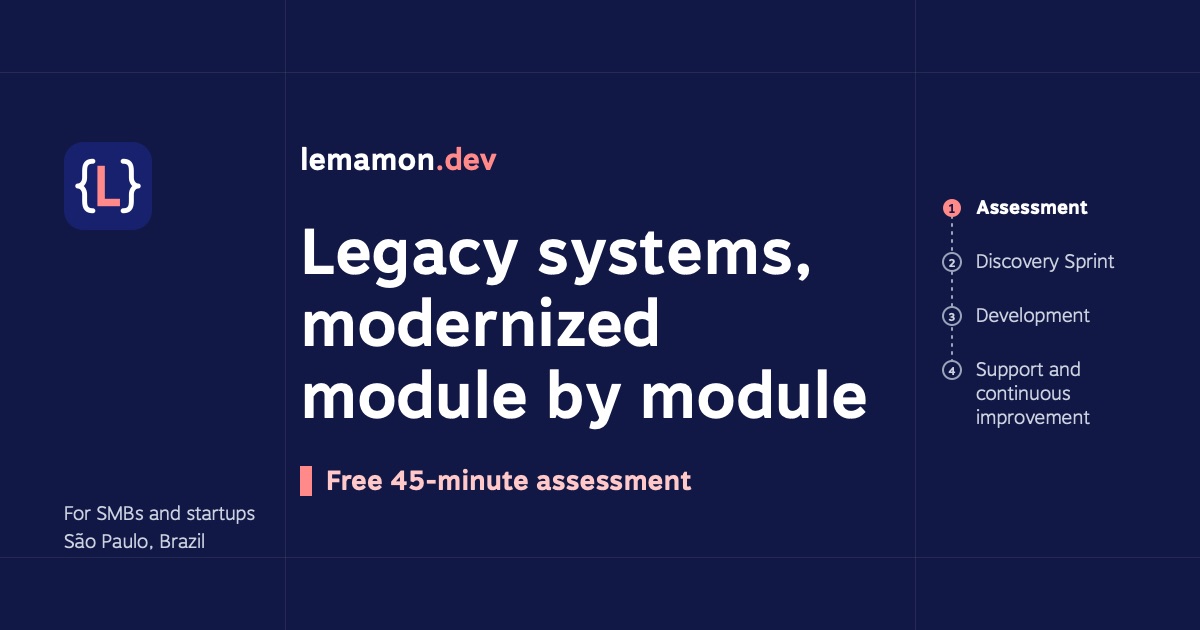 {L}
lemamon.dev
Legacy systems,
modernized
module by module
Free 45-minute assessment
For SMBs and startups
São Paulo, Brazil
1 Assessment
2 Discovery Sprint
3 Development
4 Support and
continuous
improvement